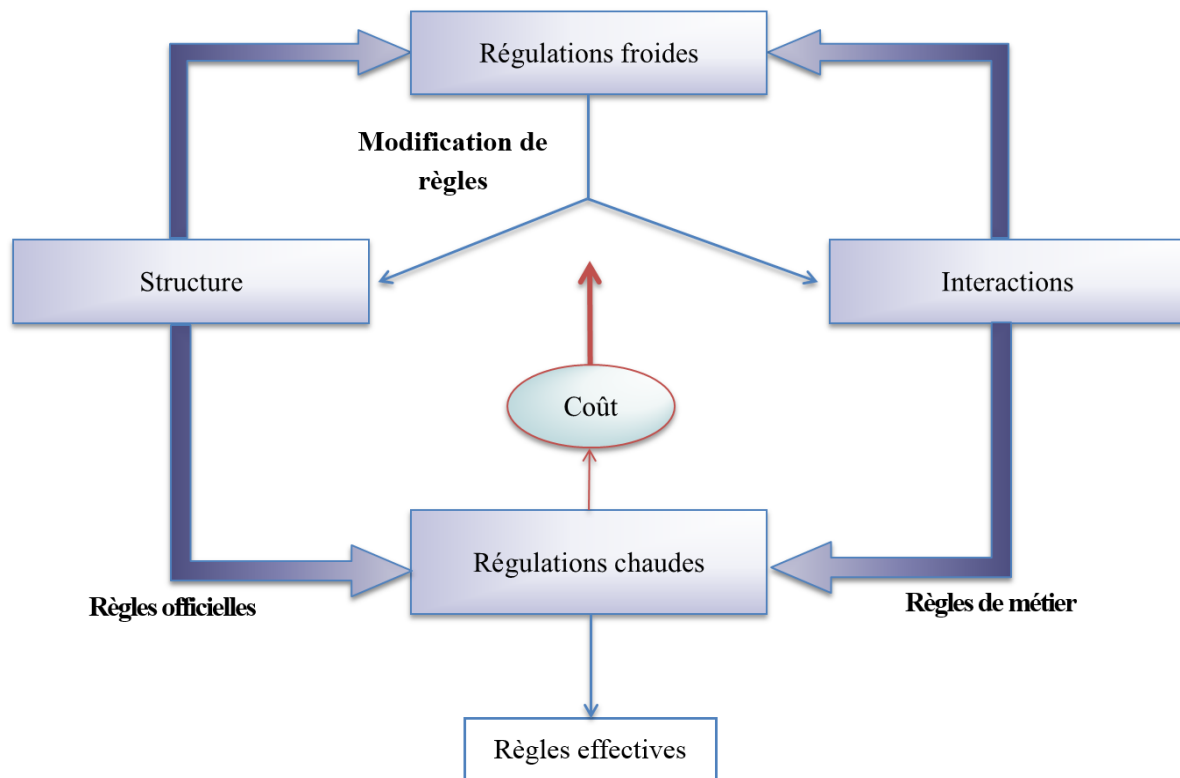 Régulations froides
Modification de
règles
Structure
Interactions
Coût
Régulations chaudes
Règles officielles
Règles de métier
Règles effectives